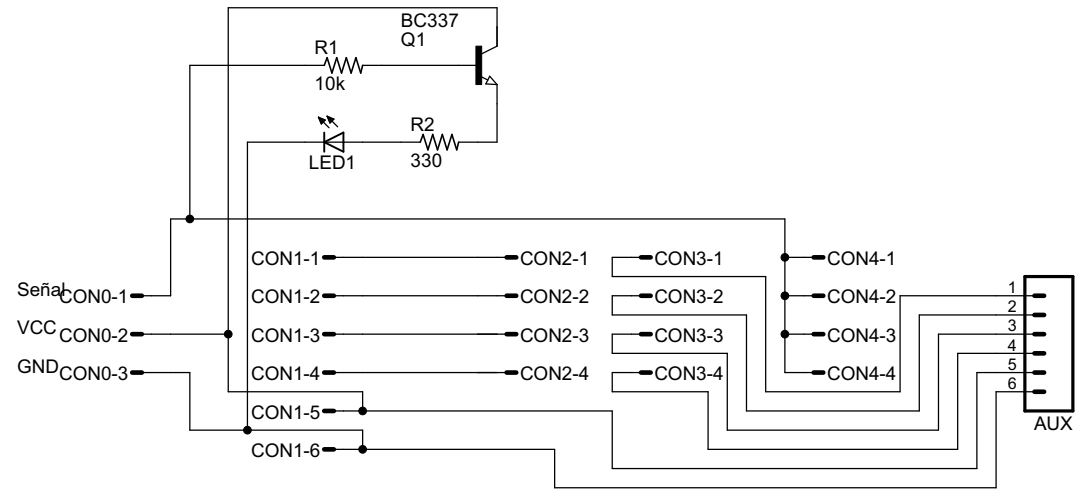 BC337
Q1
R1
10k
R2
330
LED1
CON1-1 CON2-1 CON3-1 CON4-1
Señal CON0-1 CON1-2 CON2-2 CON3-2 CON4-2 1
2
VCC CON0-2 CON1-3 CON2-3 CON3-3 CON4-3 3
4
GND CON0-3 CON1-4 CON2-4 CON3-4 CON4-4 5
6
CON1-5
AUX
CON1-6